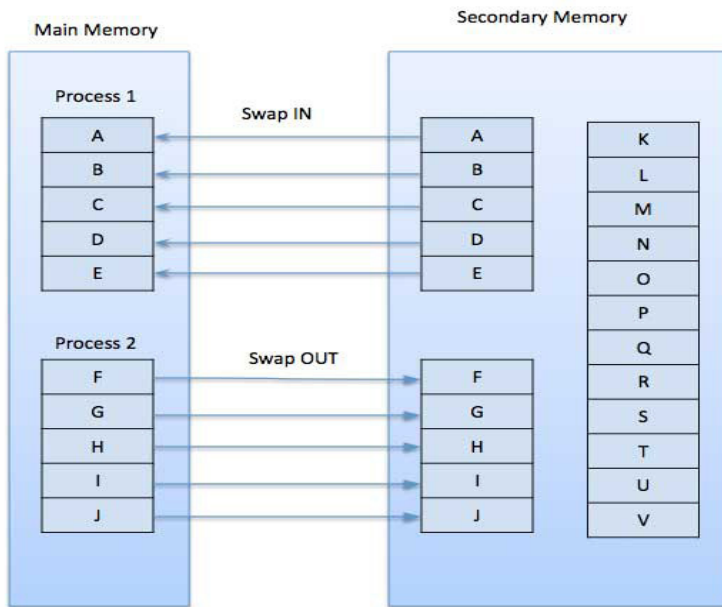 Main Memory
Secondary Memory
Process 1
Swap IN
A
B
C
D
E
A
B
C
D
E
Process 2
Swap OUT
F
G
H
I
J
F
G
H
I
J
K
L
M
N
O
P
Q
R
S
T
U
V